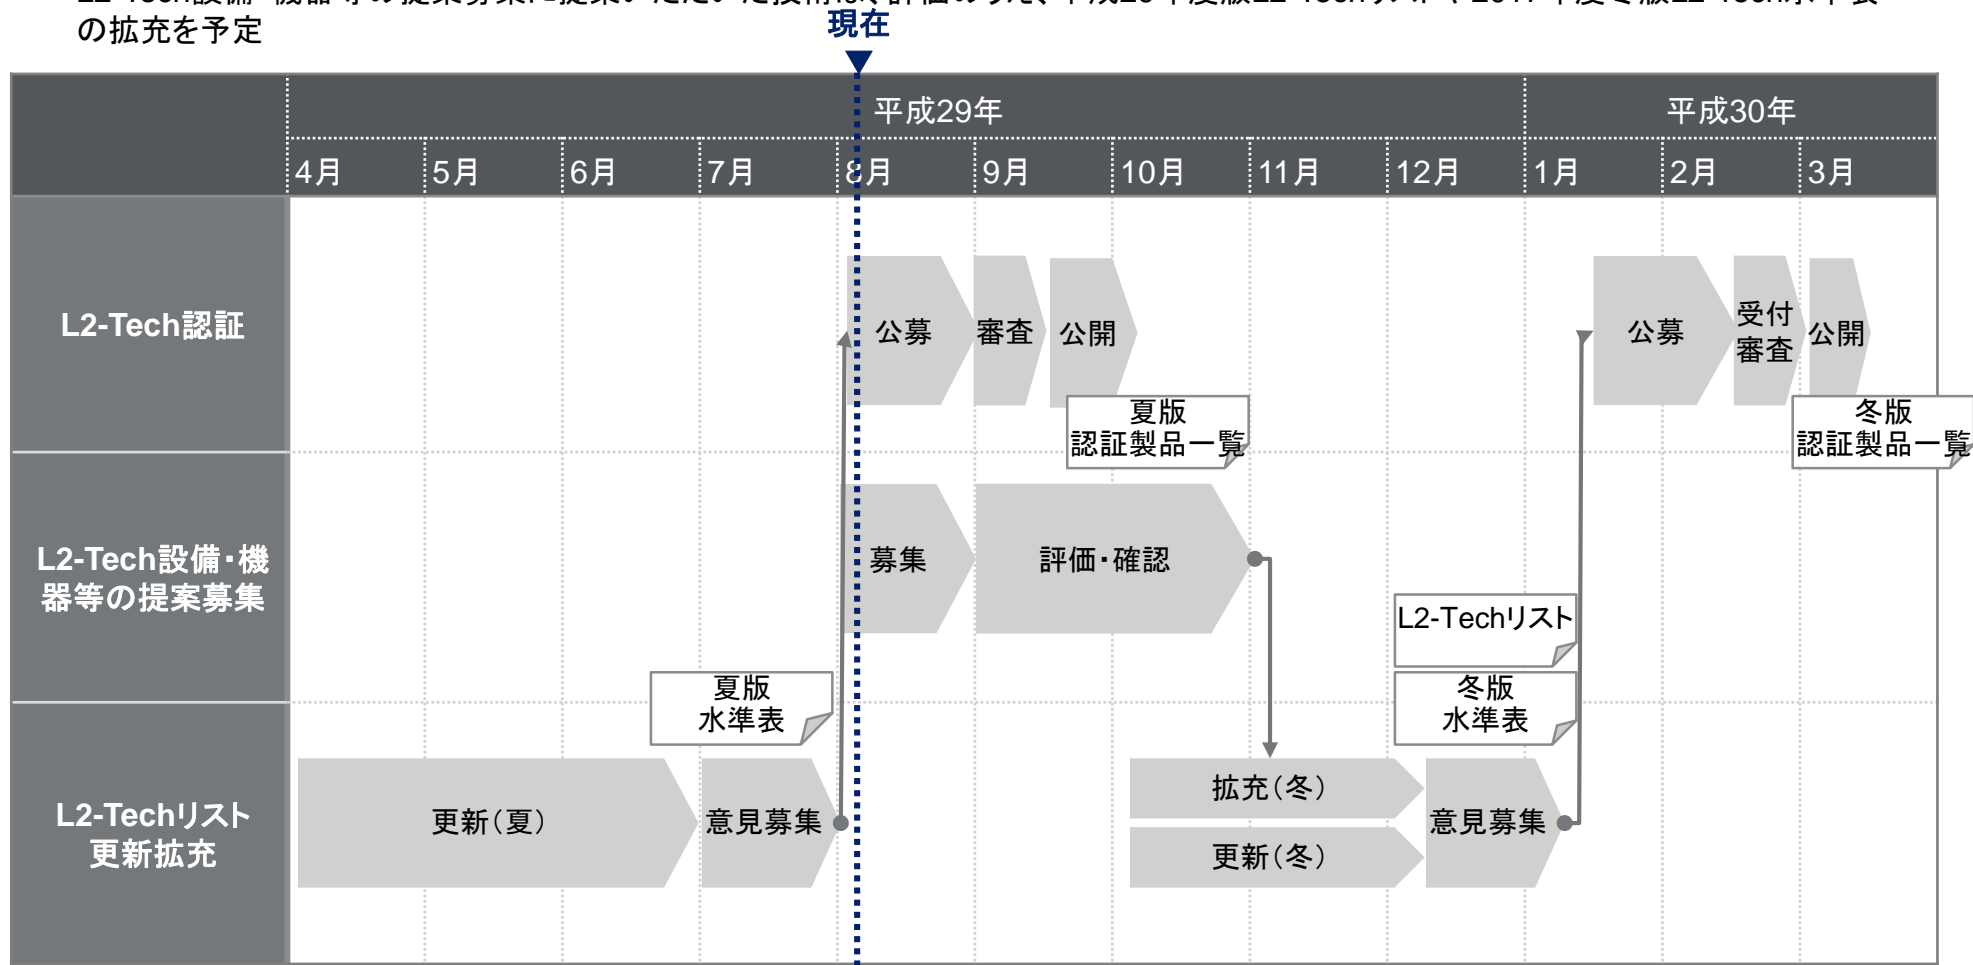 の拡充を予定
現在
平成29年
平成30年
4月
5月
6月
7月
8月
9月
10月
11月
12月
1月
2月
3月
L2-Tech認証
公募
審査
公開
夏版
認証製品一覧
公募
受付
審査
公開
冬版
認証製品一覧
L2-Tech設備・機
器等の提案募集
募集
評価・確認
L2-Techリスト
夏版
水準表
冬版
水準表
L2-Techリスト
更新拡充
更新（夏）
意見募集
拡充（冬）
更新（冬）
意見募集